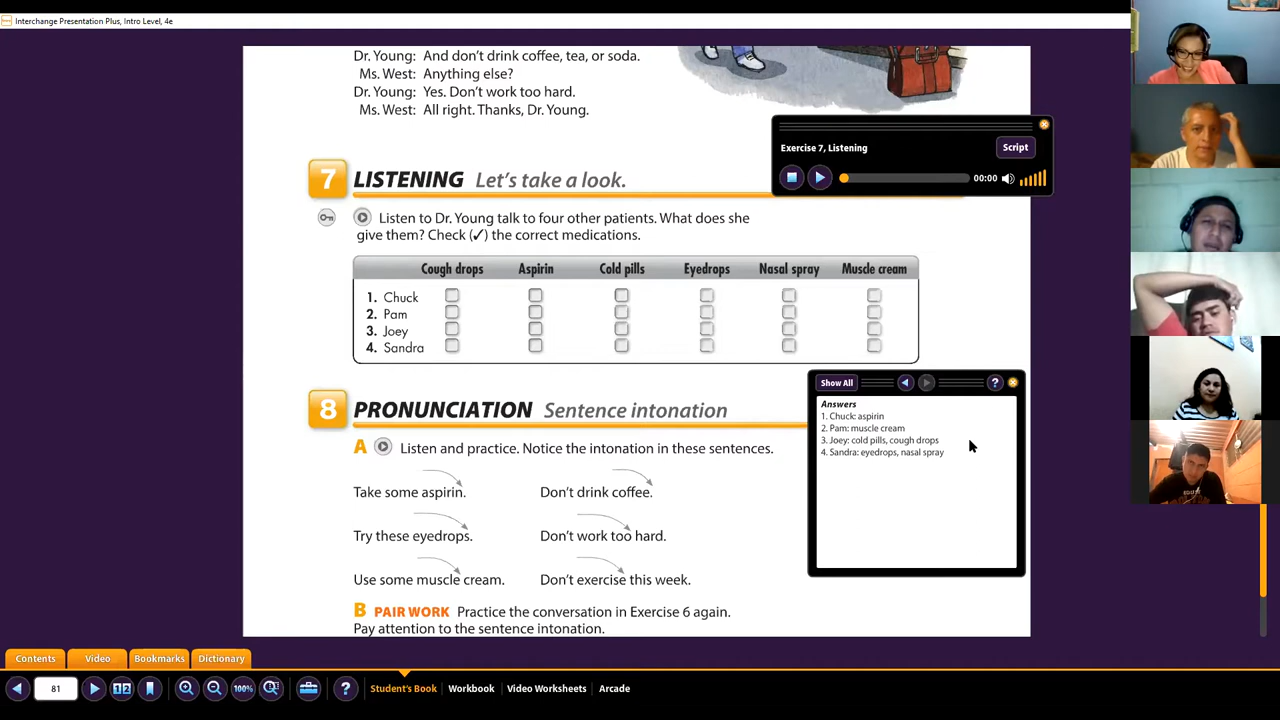 Interchange Presentation Plus, Intro Level, 4e
Dr. Young: And don't drink coffee, tea, or soda.
Ms. West: Anything else?
Dr. Young: Yes. Don't work too hard.
Ms. West: All right. Thanks, Dr. Young.
Exercise 7, Listening
Script
00:00
7 LISTENING Let's take a look.
Listen to Dr. Young talk to four other patients. What does she
give them? Check (✓) the correct medications.
Cough drops Aspirin Cold pills Eyedrops Nasal spray Muscle cream
1. Chuck
2. Pam
3. Joey
4. Sandra
Show All
?
Answers
1. Chuck: aspirin
2. Pam: muscle cream
3. Joey: cold pills, cough drops
4. Sandra: eyedrops, nasal spray
8 PRONUNCIATION Sentence intonation
A Listen and practice. Notice the intonation in these sentences.
Take some aspirin. Don't drink coffee.
Try these eyedrops. Don't work too hard.
Use some muscle cream. Don't exercise this week.
B PAIR WORK Practice the conversation in Exercise 6 again.
Pay attention to the sentence intonation.
Contents Video Bookmarks Dictionary
81 1 2 100% ? Student's Book Workbook Video Worksheets Arcade